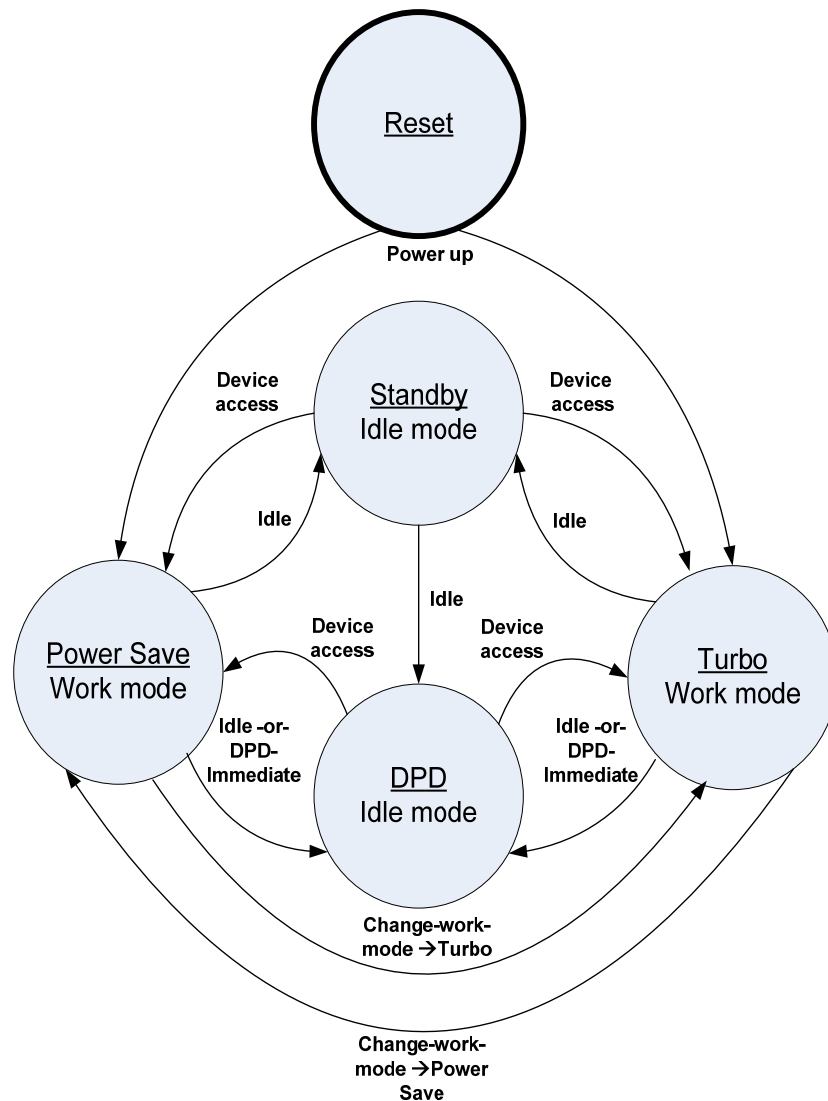 Reset
Power up
Device
access
Standby
Idle mode
Device
access
Idle
Idle
Idle
Power Save
Work mode
Device
access
Device
access
Turbo
Work mode
Idle -or-
DPD-
Immediate
DPD
Idle mode
Idle -or-
DPD-
Immediate
Change-work-
mode →Turbo
Change-work-
mode →Power
Save